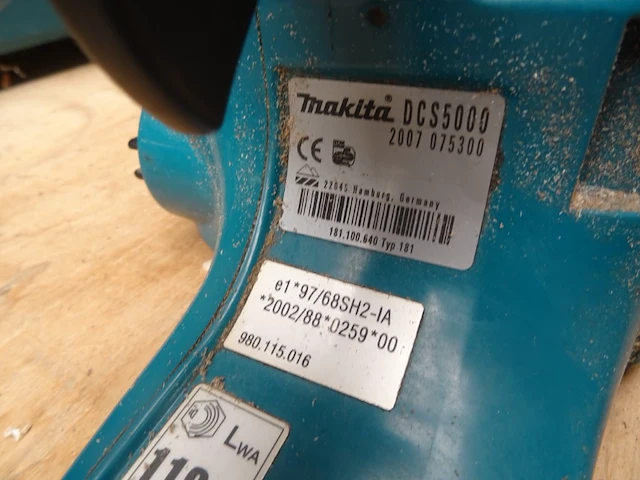 makita DCS5000
2007 075300
CE
22045 Hamburg, Germany
181.100.640 Typ 181
e1*97/68SH2-IA
*2002/88*0259*00
980.115.016
LWA